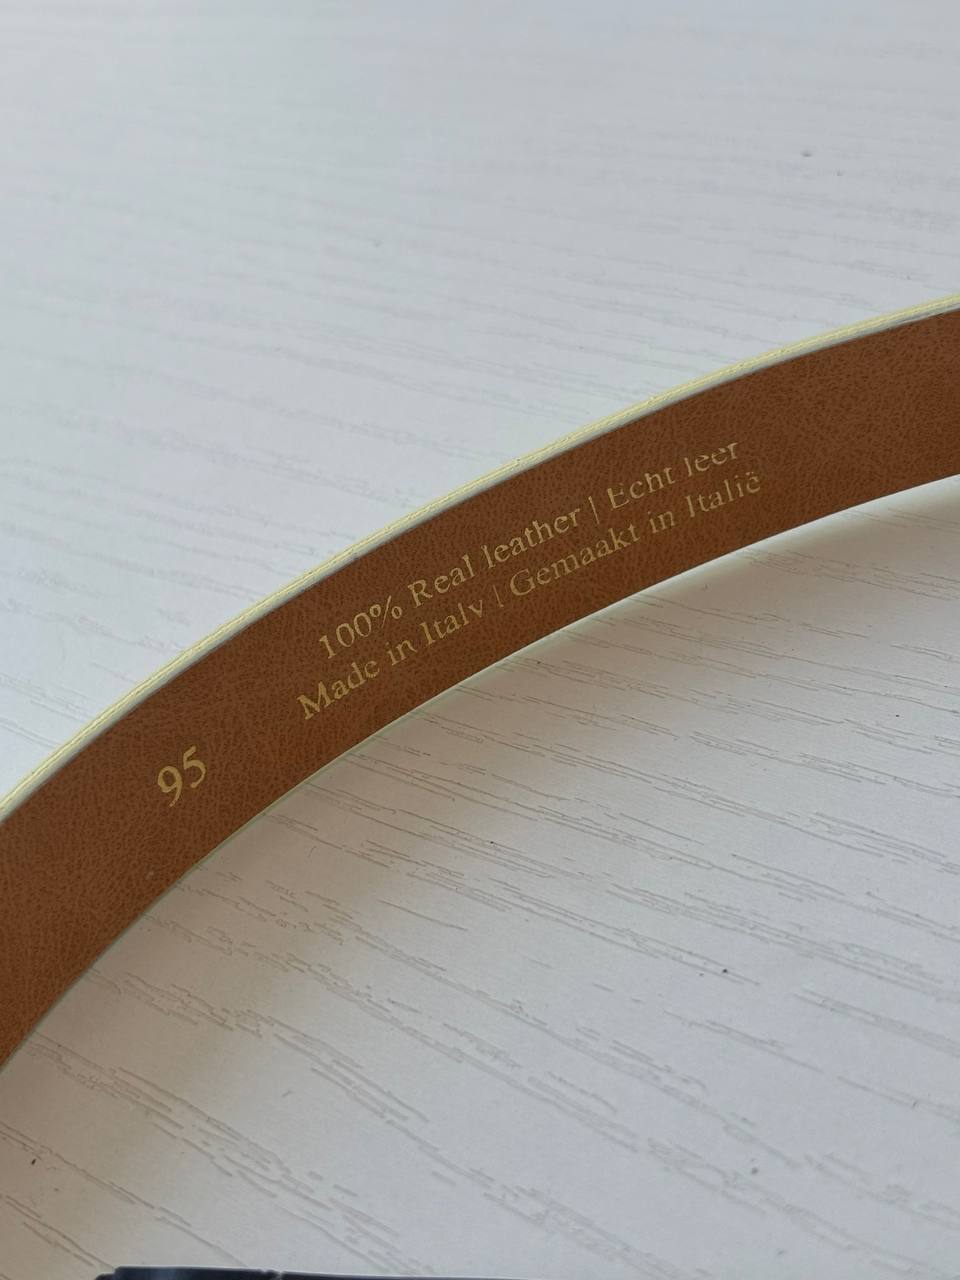 100% Real leather | Echt leer
Made in Italy | Gemaakt in Italië
95